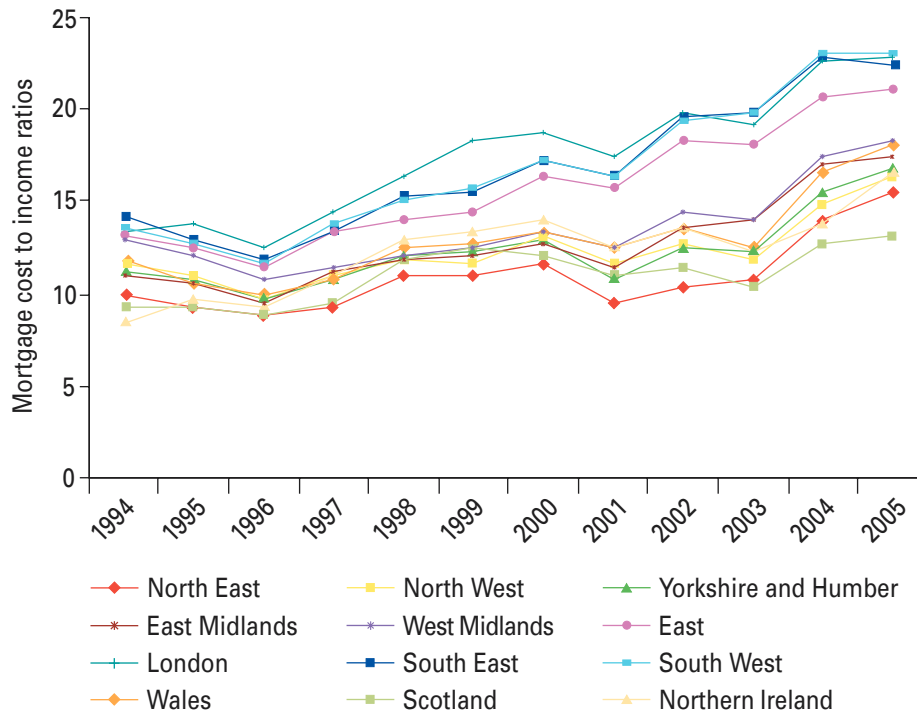 25
20
15
10
5
0
Mortgage cost to income ratios
1994 1995 1996 1997 1998 1999 2000 2001 2002 2003 2004 2005
North East North West Yorkshire and Humber
East Midlands West Midlands East
London South East South West
Wales Scotland Northern Ireland